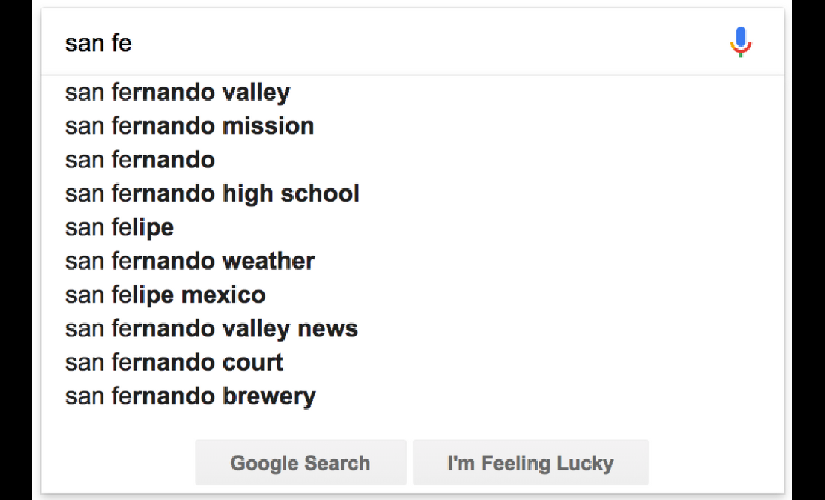 san fe
san fernando valley
san fernando mission
san fernando
san fernando high school
san felipe
san fernando weather
san felipe mexico
san fernando valley news
san fernando court
san fernando brewery
Google Search I'm Feeling Lucky